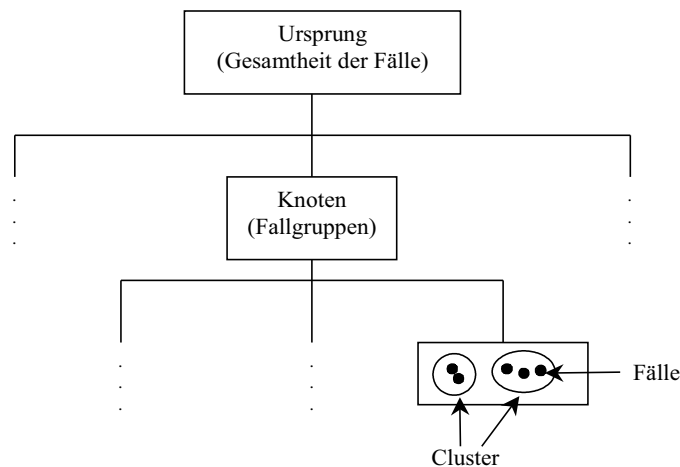 Ursprung
(Gesamtheit der Fälle)
Knoten
(Fallgruppen)
Fälle
Cluster